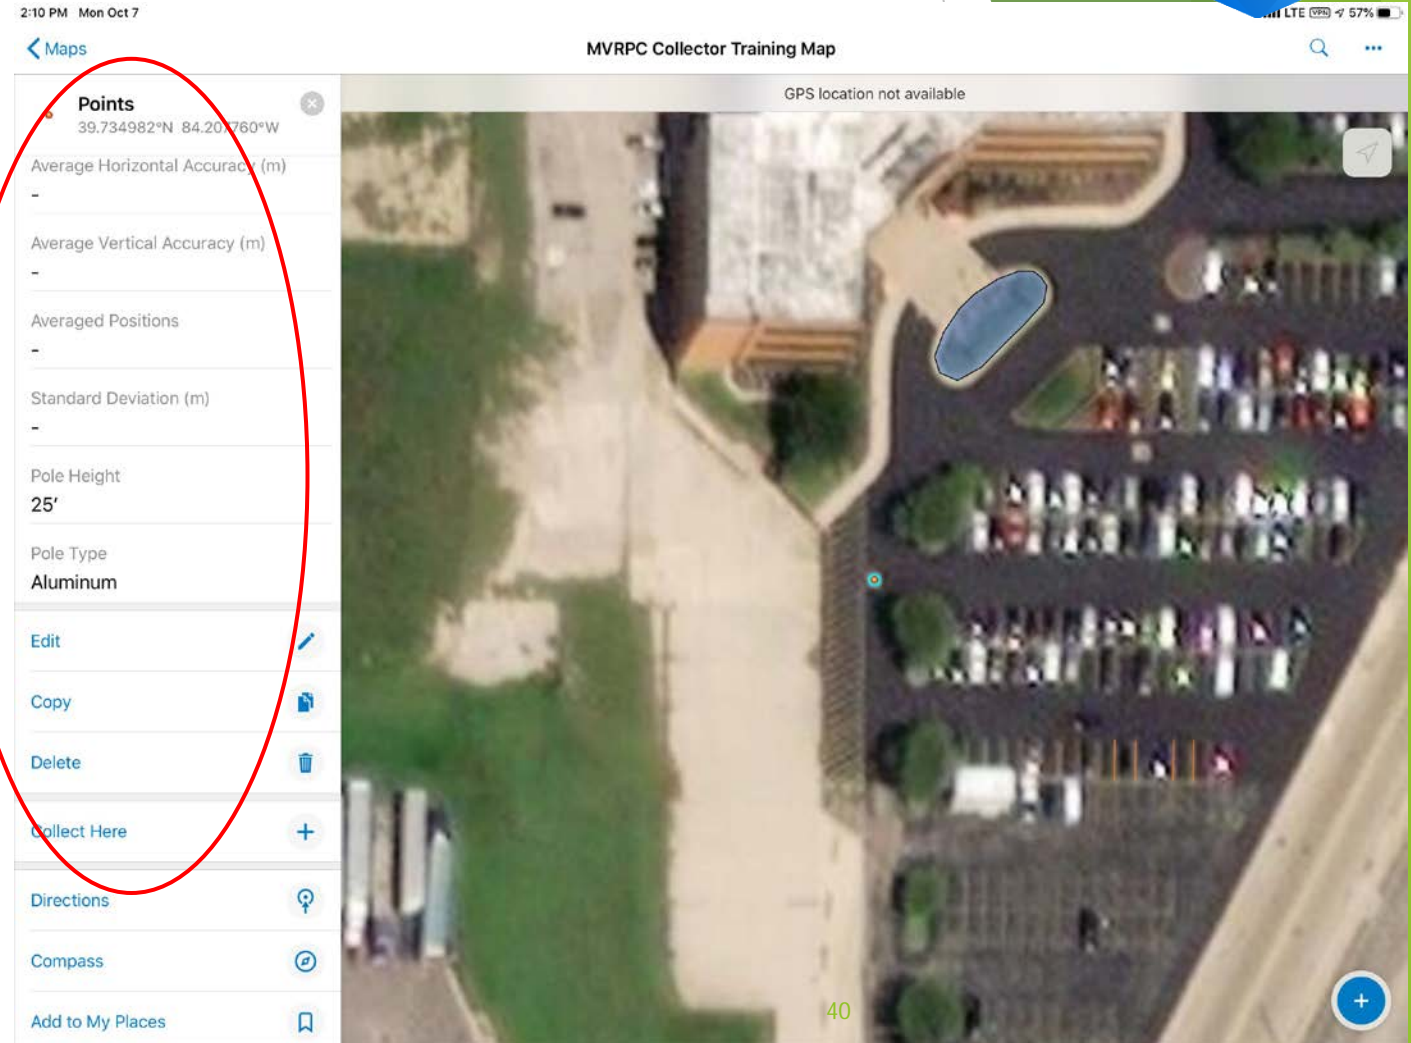 2:10 PM Mon Oct 7
LTE VPN 57%
Maps
MVRPC Collector Training Map
GPS location not available
Points
39.734982°N 84.207760°W
Average Horizontal Accuracy (m)
-
Average Vertical Accuracy (m)
-
Averaged Positions
-
Standard Deviation (m)
-
Pole Height
25′
Pole Type
Aluminum
Edit
Copy
Delete
Collect Here
Directions
Compass
Add to My Places
40